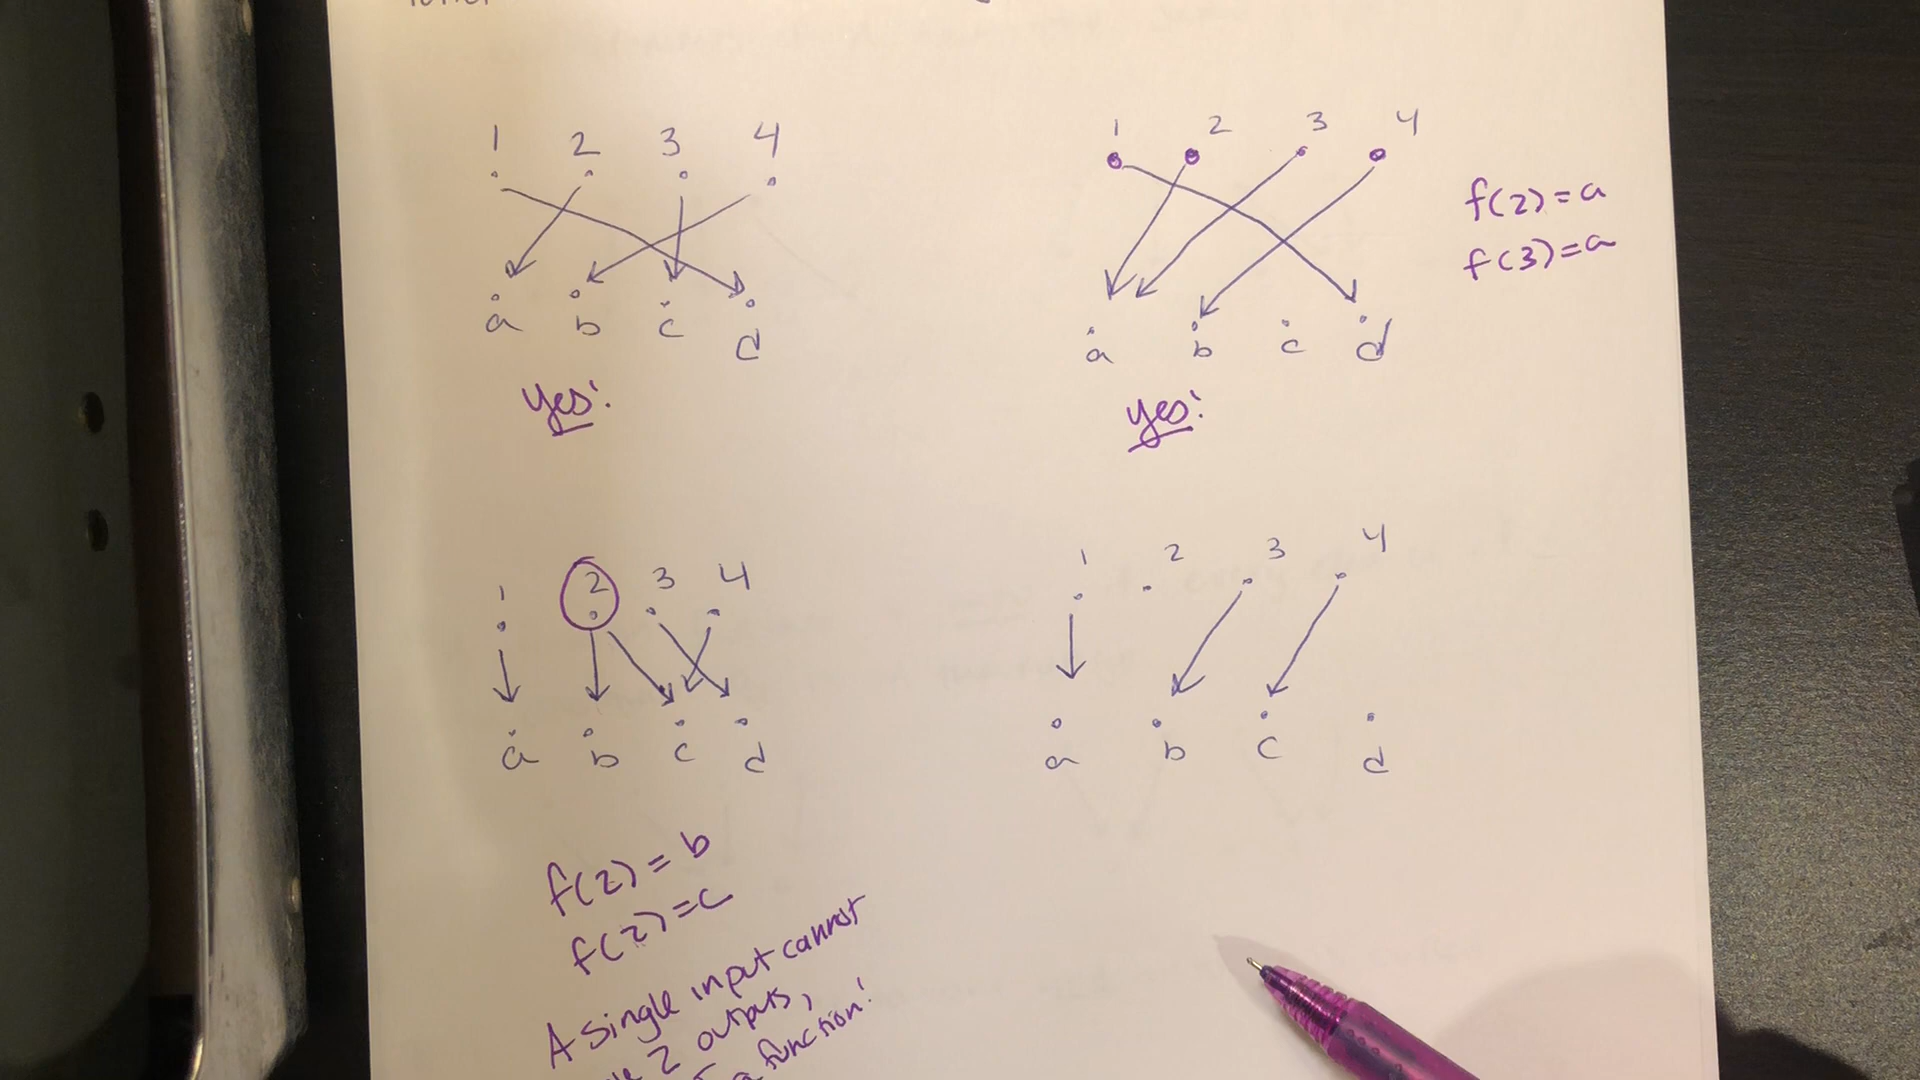 1 2 3 4
a b c d
yes!
1 2 3 4
a b c d
yes!
f(2)=a
f(3)=a
1 2 3 4
a b c d
f(2)=b
f(2)=c
A single input cannot
2 outputs,
a function!
1 2 3 4
a b c d